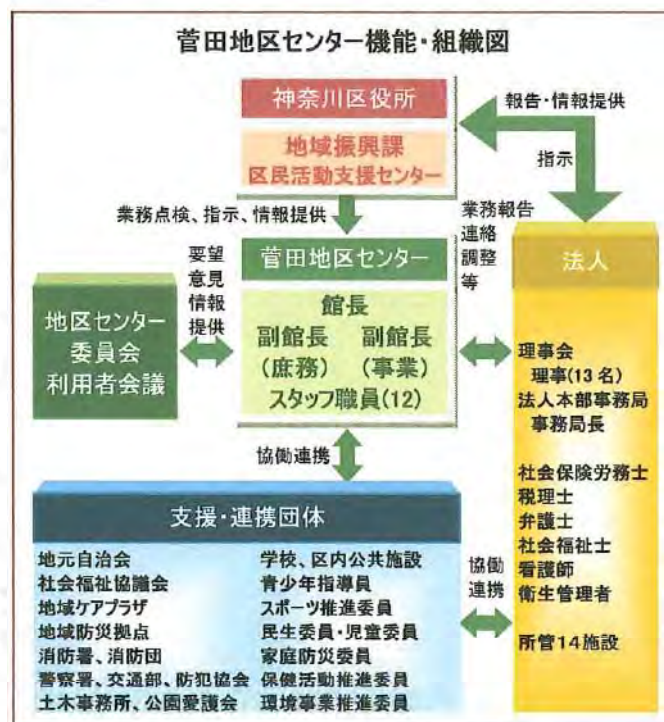 菅田地区センター機能・組織図
神奈川区役所
地域振興課
区民活動支援センター
報告・情報提供
指示
業務点検、指示、情報提供
業務報告
連絡
調整
等
要望
意見
情報
提供
菅田地区センター
館長
副館長　副館長
(庶務)　(事業)
スタッフ職員(12)
地区センター
委員会
利用者会議
法人
理事会
理事(13名)
法人本部事務局
事務局長
社会保険労務士
税理士
弁護士
社会福祉士
看護師
衛生管理者
所管14施設
協働連携
支援・連携団体
地元自治会
社会福祉協議会
地域ケアプラザ
地域防災拠点
消防署、消防団
警察署、交通部、防犯協会
土木事務所、公園愛護会
学校、区内公共施設
青少年指導員
スポーツ推進委員
民生委員・児童委員
家庭防災委員
保健活動推進委員
環境事業推進委員
協働
連携